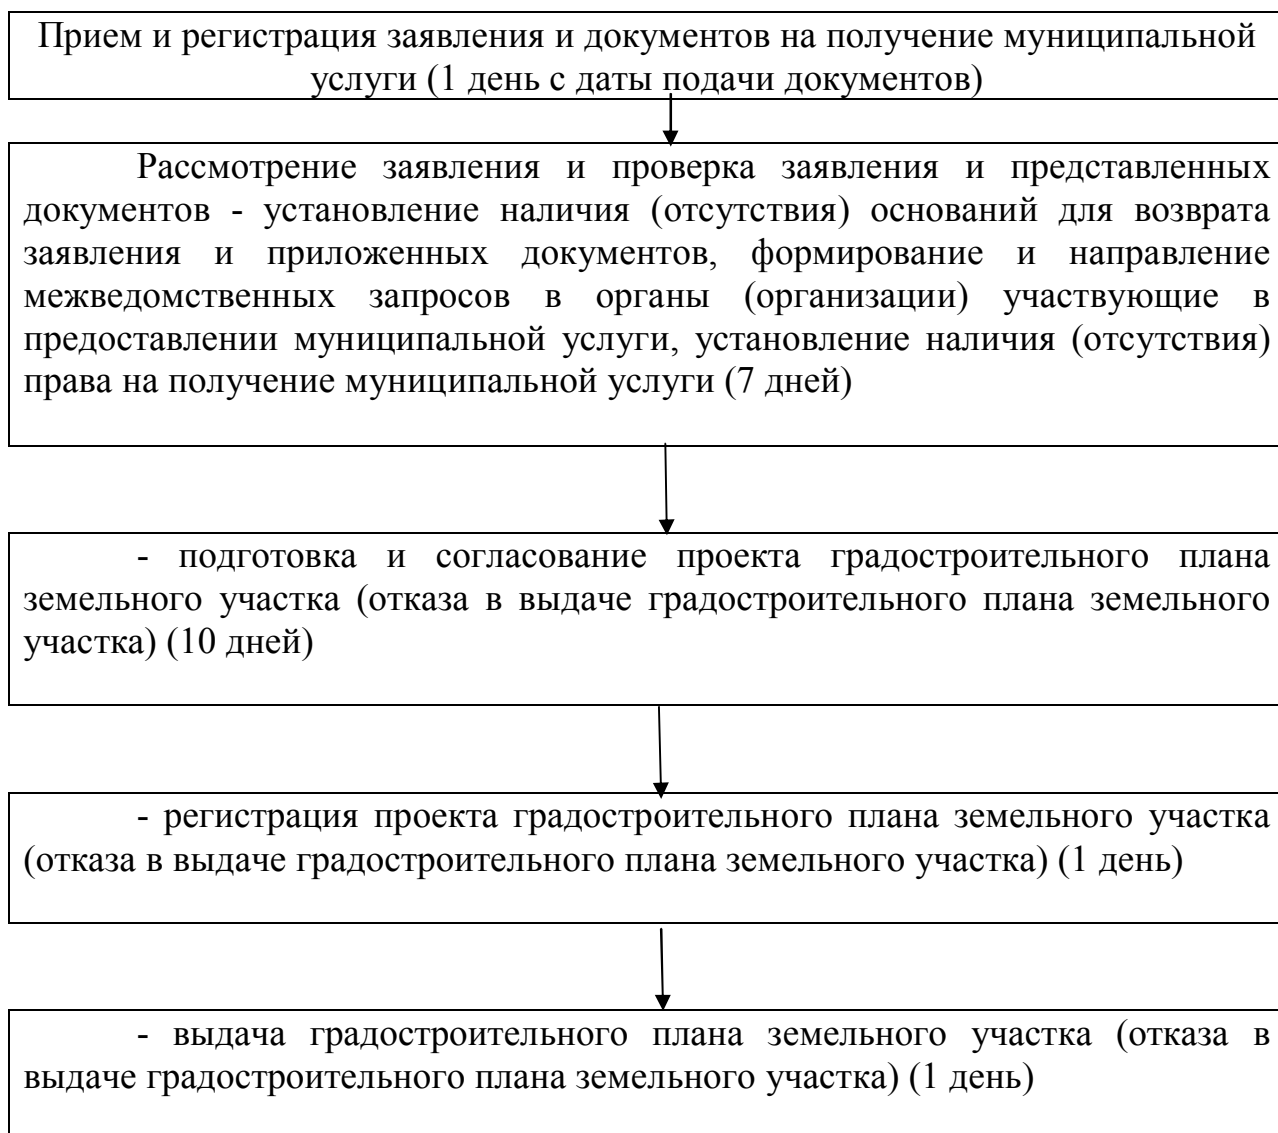 Прием и регистрация заявления и документов на получение муниципальной
услуги (1 день с даты подачи документов)
Рассмотрение заявления и проверка заявления и представленных
документов - установление наличия (отсутствия) оснований для возврата
заявления и приложенных документов, формирование и направление
межведомственных запросов в органы (организации) участвующие в
предоставлении муниципальной услуги, установление наличия (отсутствия)
права на получение муниципальной услуги (7 дней)
- подготовка и согласование проекта градостроительного плана
земельного участка (отказа в выдаче градостроительного плана земельного
участка) (10 дней)
- регистрация проекта градостроительного плана земельного участка
(отказа в выдаче градостроительного плана земельного участка) (1 день)
- выдача градостроительного плана земельного участка (отказа в
выдаче градостроительного плана земельного участка) (1 день)